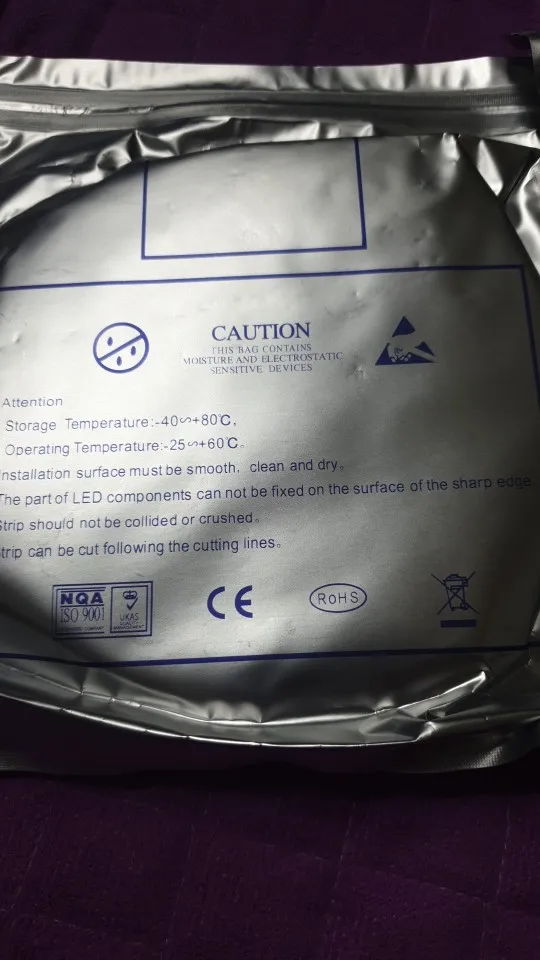 CAUTION
THIS BAG CONTAINS
MOISTURE AND ELECTROSTATIC
SENSITIVE DEVICES
Attention
Storage Temperature:-40∽+80℃,
Operating Temperature:-25∽+60℃。
nstallation surface must be smooth, clean and dry。
The part of LED components can not be fixed on the surface of the sharp edge
Strip should not be collided or crushed。
trip can be cut following the cutting lines。
NQA
ISO 9001
UKAS
CE
RoHS